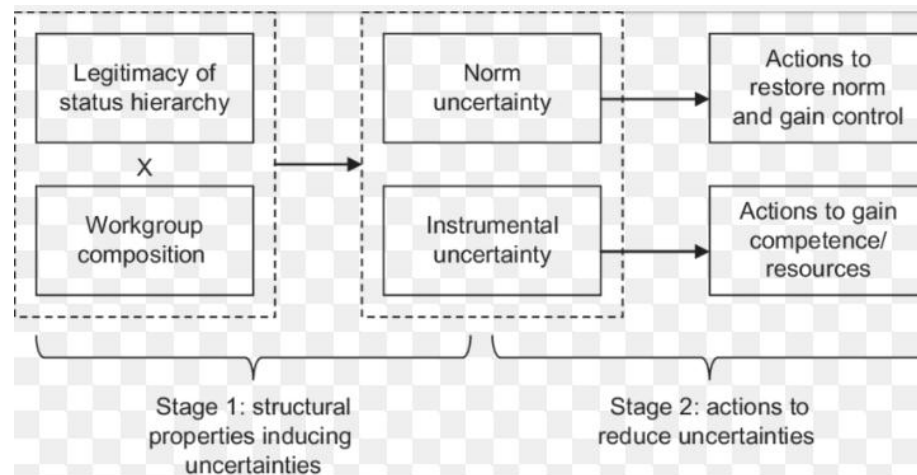 Legitimacy of
status hierarchy
X
Workgroup
composition
Norm
uncertainty
Instrumental
uncertainty
Actions to
restore norm
and gain control
Actions to gain
competence/
resources
Stage 1: structural
properties inducing
uncertainties
Stage 2: actions to
reduce uncertainties